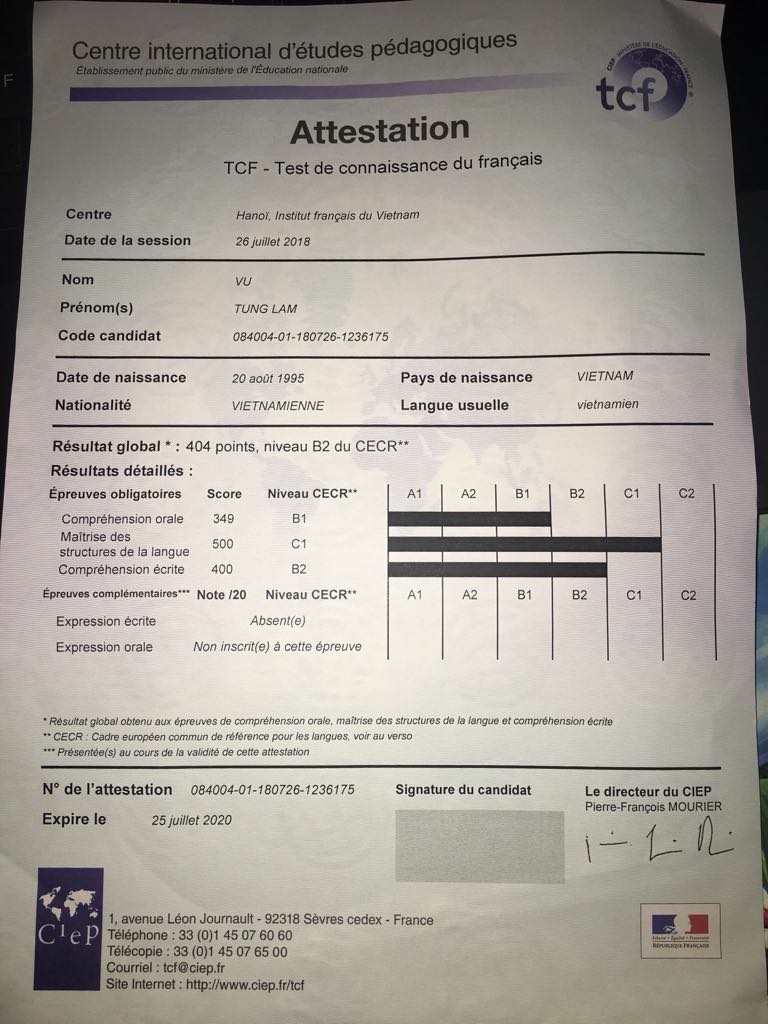 Centre international d'études pédagogiques
Établissement public du ministère de l'Éducation nationale
tcf
Attestation
TCF - Test de connaissance du français
Centre Hanoï, Institut français du Vietnam
Date de la session 26 juillet 2018
Nom VU
Prénom(s) TUNG LAM
Code candidat 084004-01-180726-1236175
Date de naissance 20 août 1995 Pays de naissance VIETNAM
Nationalité VIETNAMIENNE Langue usuelle vietnamien
Résultat global * : 404 points, niveau B2 du CECR**
Résultats détaillés :
Épreuves obligatoires Score Niveau CECR** A1 A2 B1 B2 C1 C2
Compréhension orale 349 B1
Maîtrise des
structures de la langue 500 C1
Compréhension écrite 400 B2
Épreuves complémentaires*** Note /20 Niveau CECR** A1 A2 B1 B2 C1 C2
Expression écrite Absent(e)
Expression orale Non inscrit(e) à cette épreuve
* Résultat global obtenu aux épreuves de compréhension orale, maîtrise des structures de la langue et compréhension écrite
** CECR : Cadre européen commun de référence pour les langues, voir au verso
*** Présentée(s) au cours de la validité de cette attestation
N° de l'attestation 084004-01-180726-1236175 Signature du candidat Le directeur du CIEP
Pierre-François MOURIER
Expire le 25 juillet 2020
CIEP
1, avenue Léon Journault - 92318 Sèvres cedex - France
Téléphone : 33 (0)1 45 07 60 60
Télécopie : 33 (0)1 45 07 65 00
Courriel : tcf@ciep.fr
Site Internet : http://www.ciep.fr/tcf
Liberté • Égalité • Fraternité
RÉPUBLIQUE FRANÇAISE